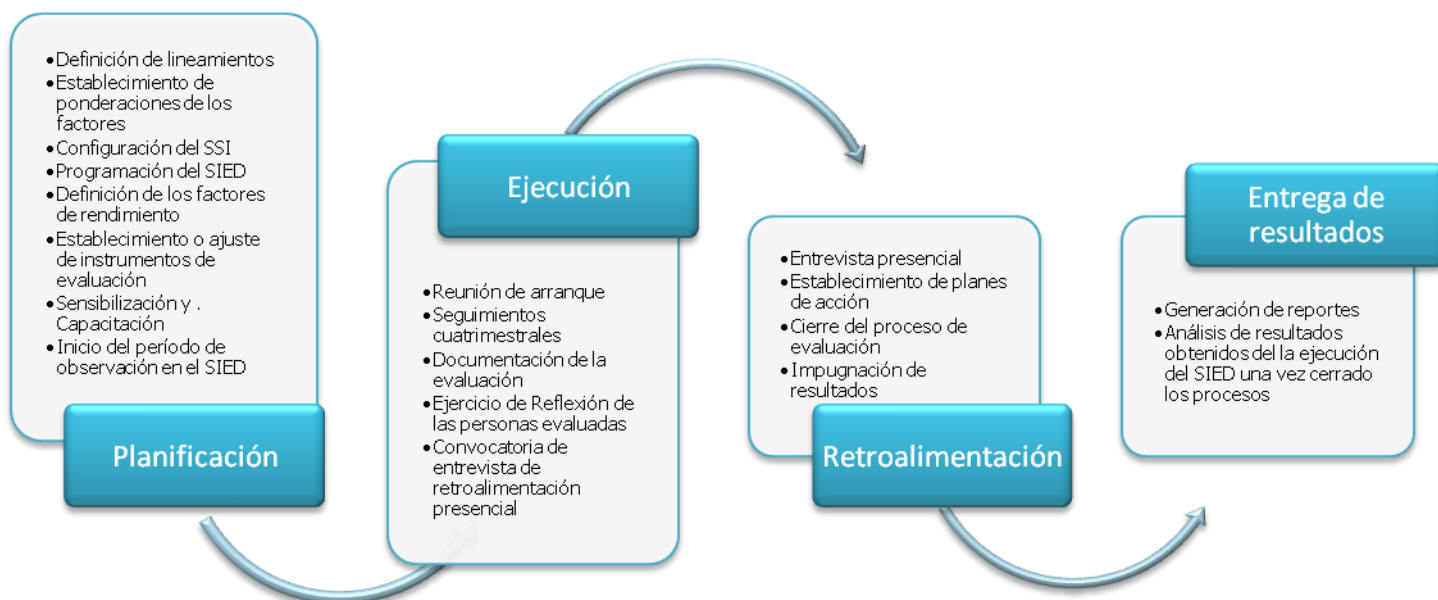 •Definición de lineamientos
•Establecimiento de
ponderaciones de los
factores
•Configuración del SSI
•Programación del SIED
•Definición de los factores
de rendimiento
•Establecimiento o ajuste
de instrumentos de
evaluación
•Sensibilización y .
Capacitación
•Inicio del período de
observación en el SIED
Planificación
Ejecución
•Reunión de arranque
•Seguimientos
cuatrimestrales
•Documentación de la
evaluación
•Ejercicio de Reflexión de
las personas evaluadas
•Convocatoria de
entrevista de
retroalimentación
presencial
•Entrevista presencial
•Establecimiento de planes
de acción
•Cierre del proceso de
evaluación
•Impugnación de
resultados
Retroalimentación
Entrega de
resultados
•Generación de reportes
•Análisis de resultados
obtenidos del la ejecución
del SIED una vez cerrado
los procesos